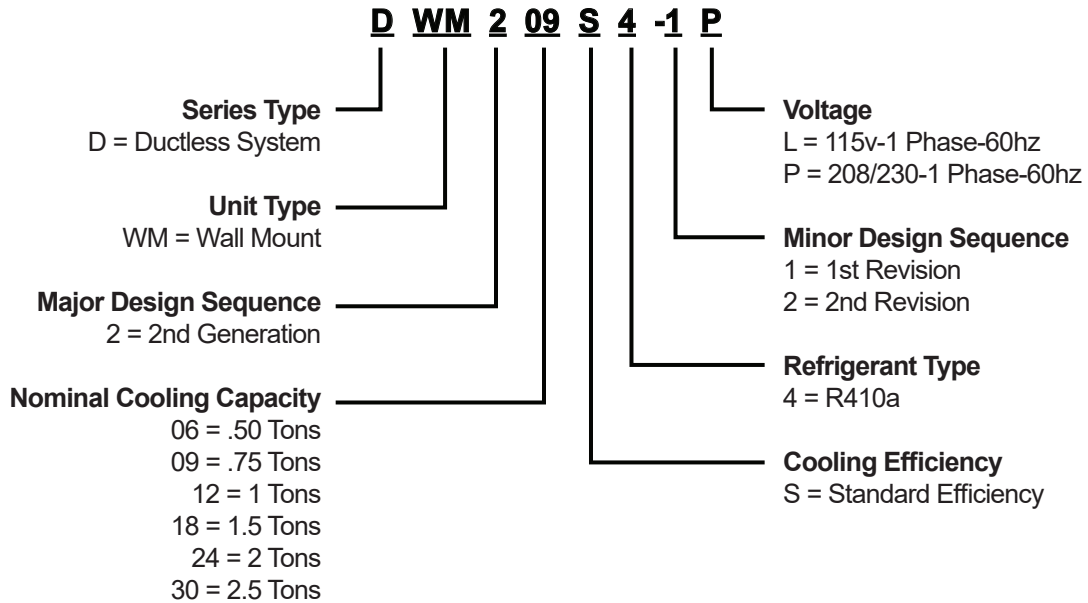 D WM 2 09 S 4 -1 P
Series Type
D = Ductless System
Unit Type
WM = Wall Mount
Major Design Sequence
2 = 2nd Generation
Nominal Cooling Capacity
06 = .50 Tons
09 = .75 Tons
12 = 1 Tons
18 = 1.5 Tons
24 = 2 Tons
30 = 2.5 Tons
Voltage
L = 115v-1 Phase-60hz
P = 208/230-1 Phase-60hz
Minor Design Sequence
1 = 1st Revision
2 = 2nd Revision
Refrigerant Type
4 = R410a
Cooling Efficiency
S = Standard Efficiency